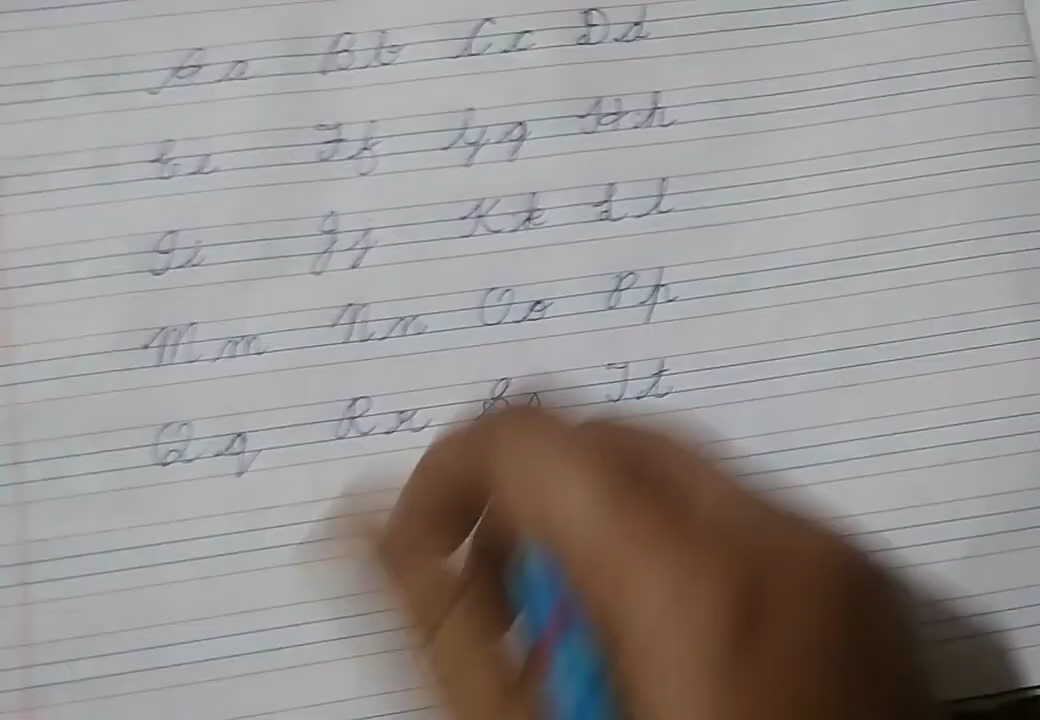 Aa Bb Cc Dd
Ee Ff Gg Hh
Ii Jj Kk Ll
Mm Nn Oo Pp
Qq Rr Ss Tt